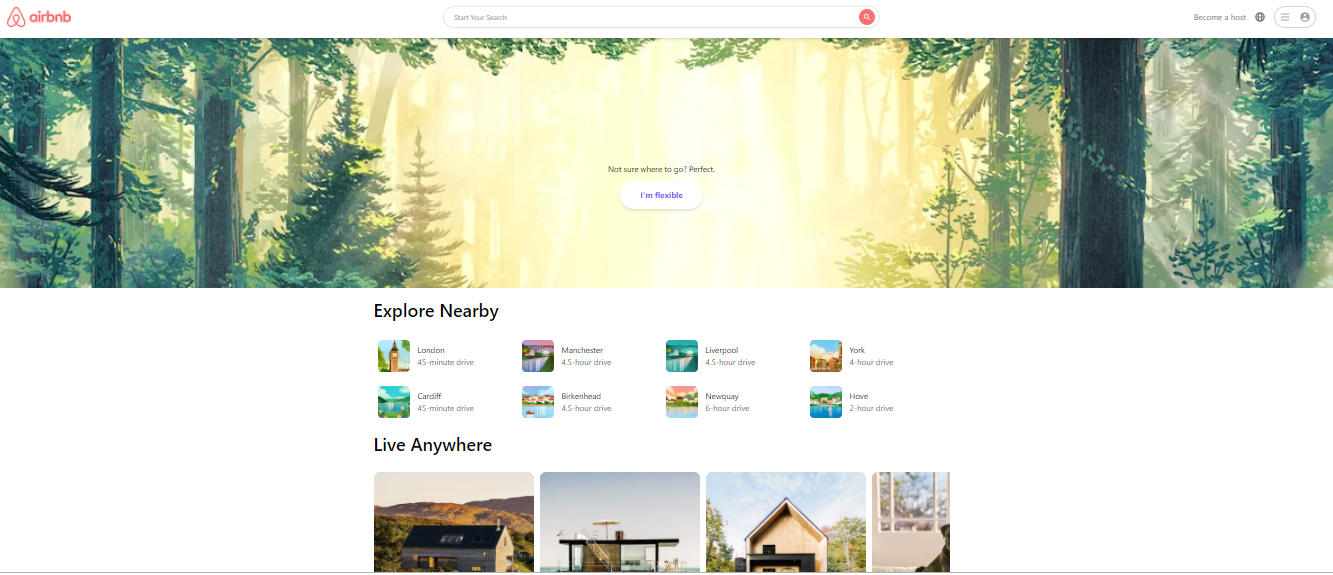 airbnb
Start Your Search
Become a host
Not sure where to go? Perfect.
I'm flexible
Explore Nearby
London
45-minute drive
Manchester
4.5-hour drive
Liverpool
4.5-hour drive
York
4-hour drive
Cardiff
45-minute drive
Birkenhead
4.5-hour drive
Newquay
6-hour drive
Hove
2-hour drive
Live Anywhere